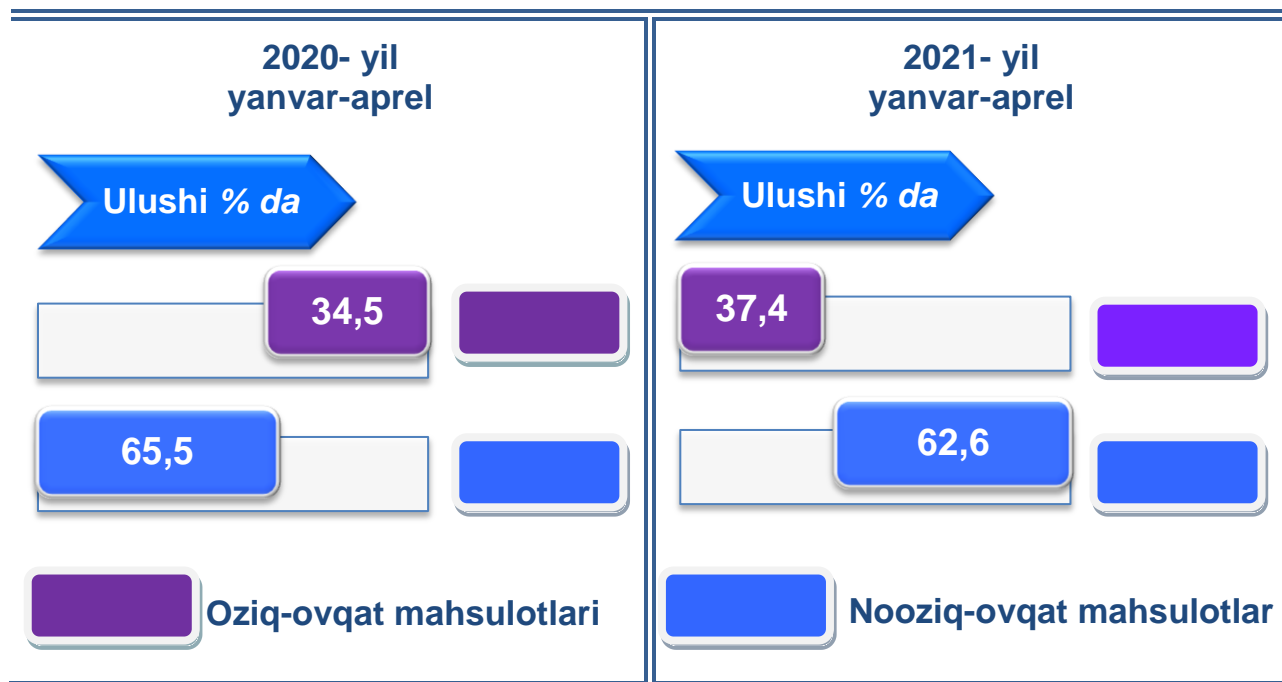 2020- yil
yanvar-aprel
Ulushi % da
34,5
65,5
Oziq-ovqat mahsulotlari
2021- yil
yanvar-aprel
Ulushi % da
37,4
62,6
Nooziq-ovqat mahsulotlar